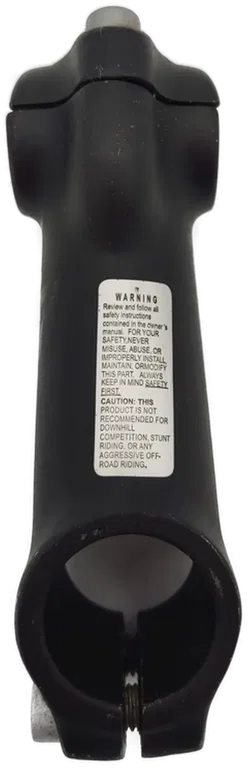 WARNING
Review and follow all
safety instructions
contained in the owner's
manual. FOR YOUR
SAFETY,NEVER
MISUSE, ABUSE, OR
IMPROPERLY INSTALL,
MAINTAIN, ORMODIFY
THIS PART. ALWAYS
KEEP IN MIND SAFETY
FIRST.
CAUTION: THIS
PRODUCT IS NOT
RECOMMENDED FOR
DOWNHILL
COMPETITION, STUNT
RIDING, OR ANY
AGGRESSIVE OFF-
ROAD RIDING.